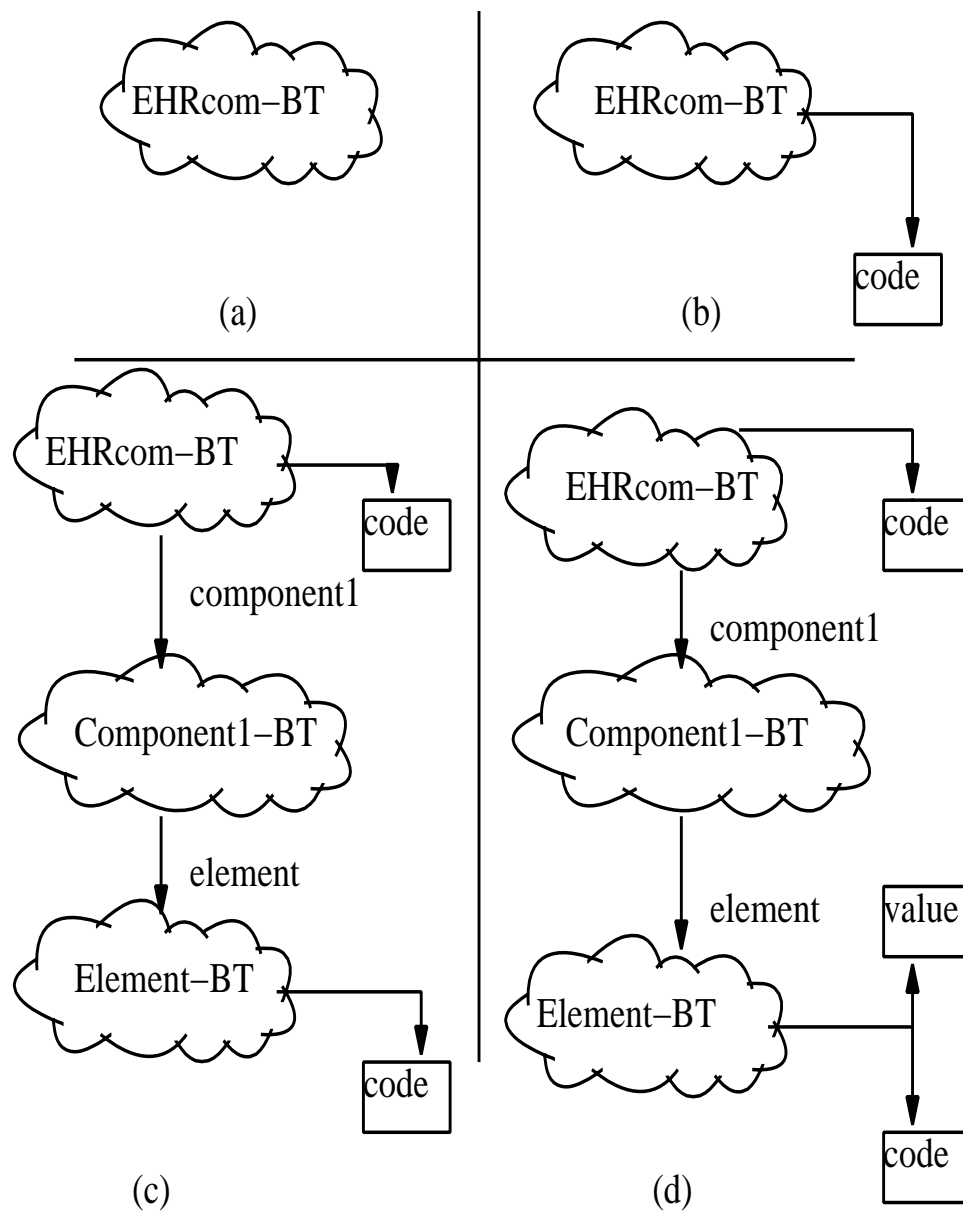 EHRcom−BT
(a)
EHRcom−BT
code
(b)
EHRcom−BT
code
component1
Component1−BT
element
Element−BT
code
(c)
EHRcom−BT
code
component1
Component1−BT
element
value
Element−BT
code
(d)